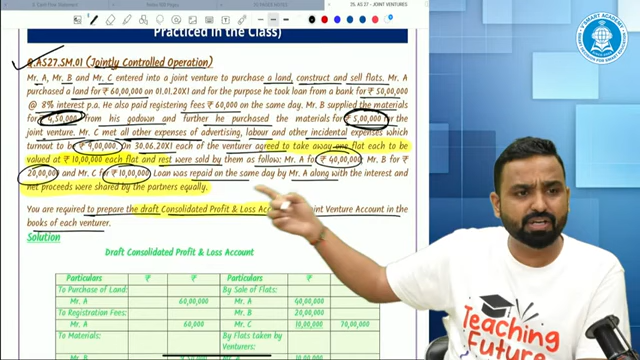 35. AS 27 - JOINT VENTURES
Practiced in the Class)
Q.AS27.SM.01 (Jointly Controlled Operation)
Mr. A, Mr. B and Mr. C entered into a joint venture to purchase a land, construct and sell flats. Mr. A
purchased a land for ₹ 60,00,000 on 01.01.20X1 and for the purpose he took loan from a bank for ₹ 50,00,000
@ 8% interest p.a. He also paid registering fees ₹ 60,000 on the same day. Mr. B supplied the materials
for ₹ 4,50,000 from his godown and further he purchased the materials for ₹ 5,00,000 for the
joint venture. Mr. C met all other expenses of advertising, labour and other incidental expenses which
turnout to be ₹ 9,00,000. On 30.06.20X1 each of the venturer agreed to take away one flat each to be
valued at ₹ 10,00,000 each flat and rest were sold by them as follow: Mr. A for ₹ 40,00,000; Mr. B for ₹
20,00,000 and Mr. C for ₹ 10,00,000. Loan was repaid on the same day by Mr. A along with the interest and
net proceeds were shared by the partners equally.
You are required to prepare the draft Consolidated Profit & Loss Acc Joint Venture Account in the
books of each venturer.
Solution
Draft Consolidated Profit & Loss Account
Particulars ₹ ₹ Particulars ₹ ₹
To Purchase of Land: By Sale of Flats:
Mr. A 60,00,000 Mr. A 40,00,000
To Registration Fees: Mr. B 20,00,000
Mr. A 60,000 Mr. C 10,00,000 70,00,000
To Materials: By Flats taken by
Venturers:
V'SMART ACADEMY
Teaching
Future